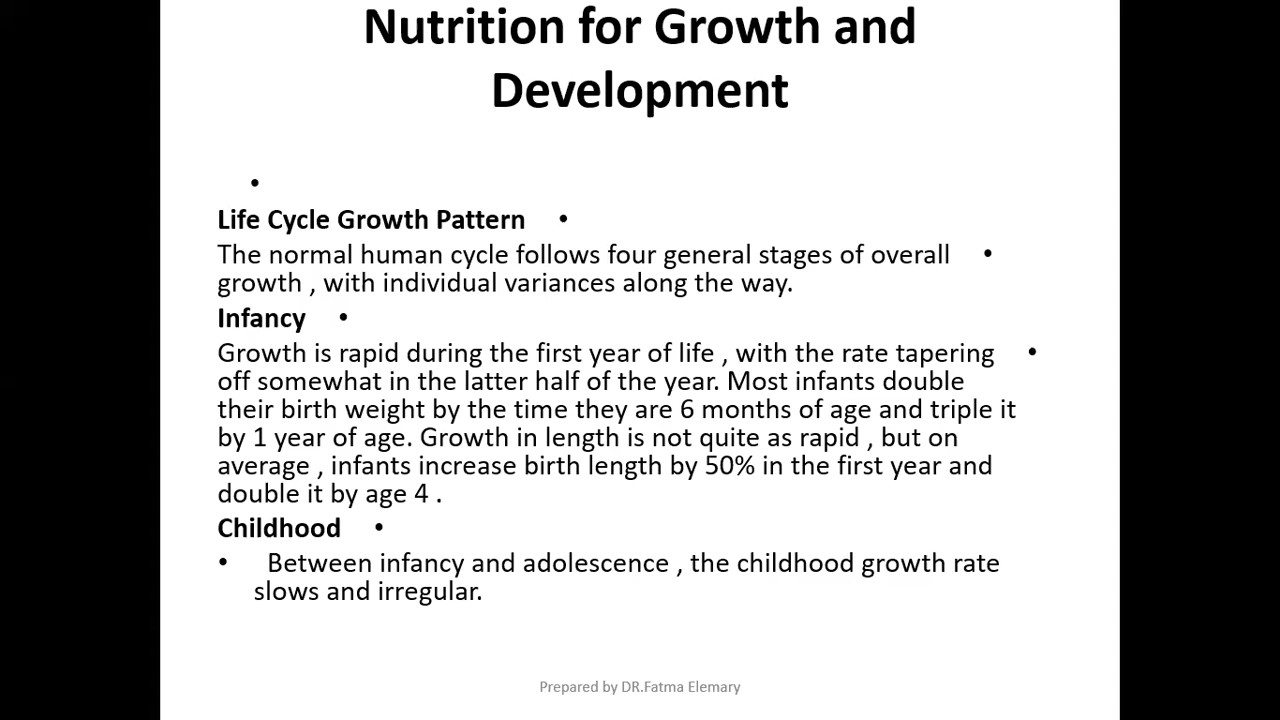 Nutrition for Growth and
Development
•
Life Cycle Growth Pattern •
The normal human cycle follows four general stages of overall •
growth , with individual variances along the way.
Infancy •
Growth is rapid during the first year of life , with the rate tapering •
off somewhat in the latter half of the year. Most infants double
their birth weight by the time they are 6 months of age and triple it
by 1 year of age. Growth in length is not quite as rapid , but on
average , infants increase birth length by 50% in the first year and
double it by age 4 .
Childhood •
• Between infancy and adolescence , the childhood growth rate
slows and irregular.
Prepared by DR.Fatma Elemary